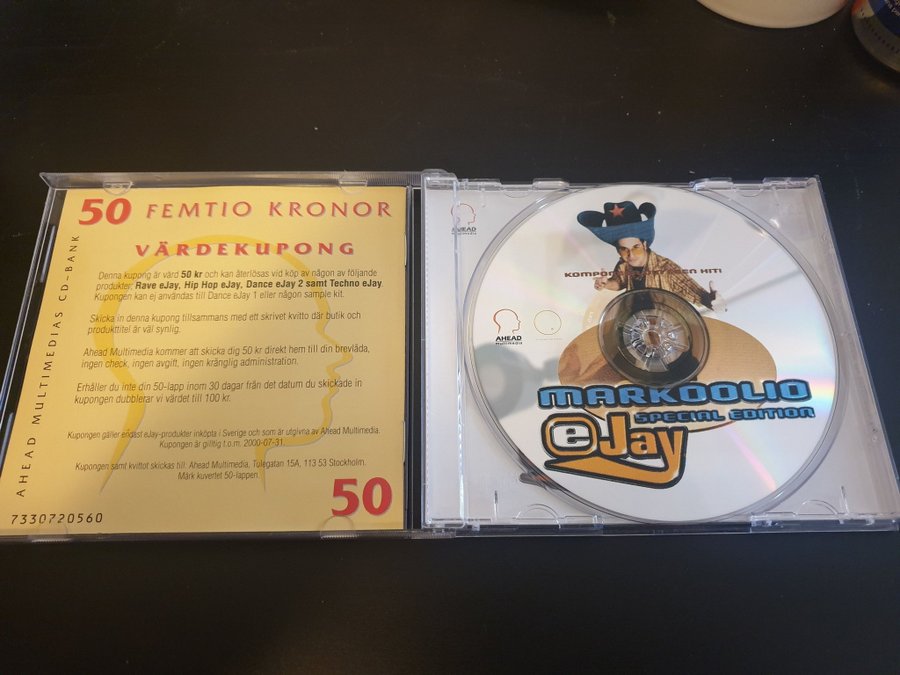 50 FEMTIO KRONOR
VÄRDEKUPONG
Denna kupong är värd 50 kr och kan återlösas vid köp av någon av följande
produkter: Rave eJay, Hip Hop eJay, Dance eJay 2 samt Techno eJay.
Kupongen kan ej användas till Dance eJay 1 eller någon sample kit.
Skicka in denna kupong tillsammans med ett skrivet kvitto där butik och
produkttitel är väl synlig.
Ahead Multimedia kommer att skicka dig 50 kr direkt hem till din brevlåda,
ingen check, ingen avgift, ingen krånglig administration.
Erhåller du inte din 50-lapp inom 30 dagar från det datum du skickade in
kupongen dubblerar vi värdet till 100 kr.
Kupongen gäller endast eJay-produkter inköpta i Sverige och som är utgivna av Ahead Multimedia.
Kupongen är gilltig t.o.m. 2000-07-31.
Kupongen samt kvittot skickas till: Ahead Multimedia, Tulegatan 15A, 113 53 Stockholm.
Märk kuvertet 50-lappen.
50
7330720560
AHEAD MULTIMEDIAS CD-BANK
AHEAD
Multimedia
HIT!
AHEAD
Multimedia
MARKOOLIO
SPECIAL EDITION
eJay